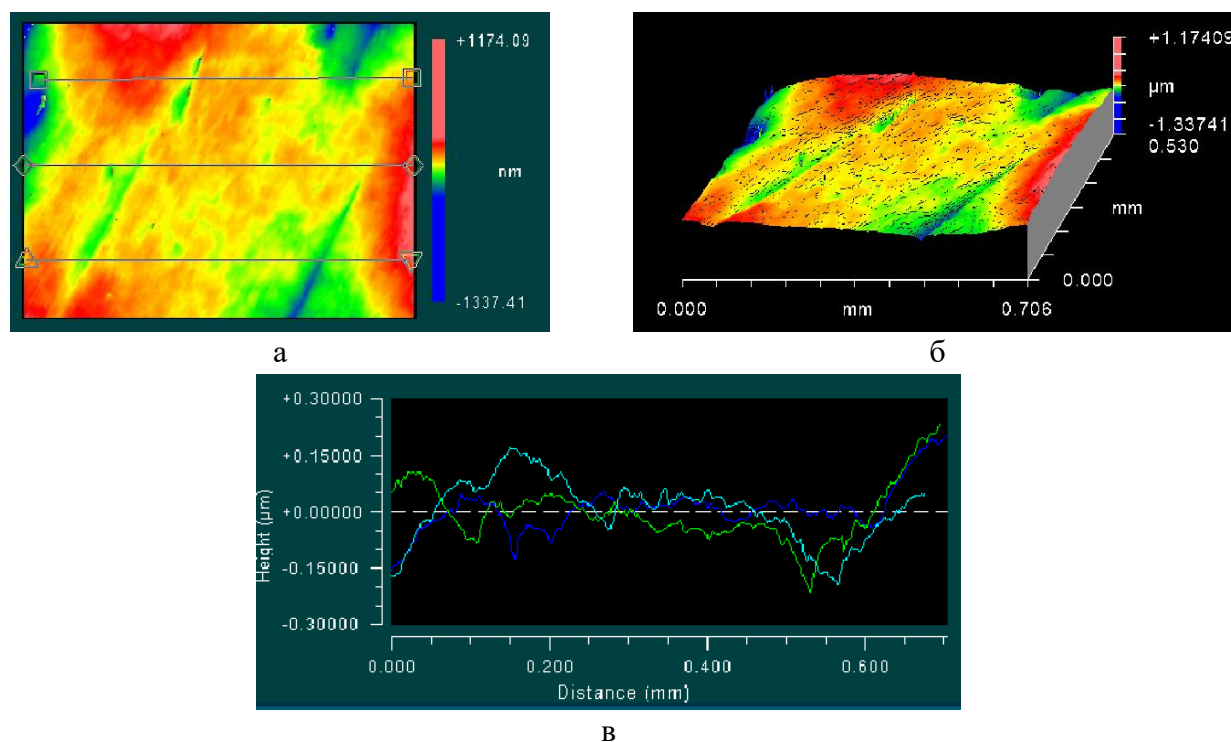 +1174.09
nm
-1337.41
а
+1.17409
µm
-1.33741
0.530
mm
0.000
0.000
mm
0.706
б
+0.30000
+0.15000
+0.00000
-0.15000
-0.30000
Height (µm)
0.000
0.200
0.400
0.600
Distance (mm)
в